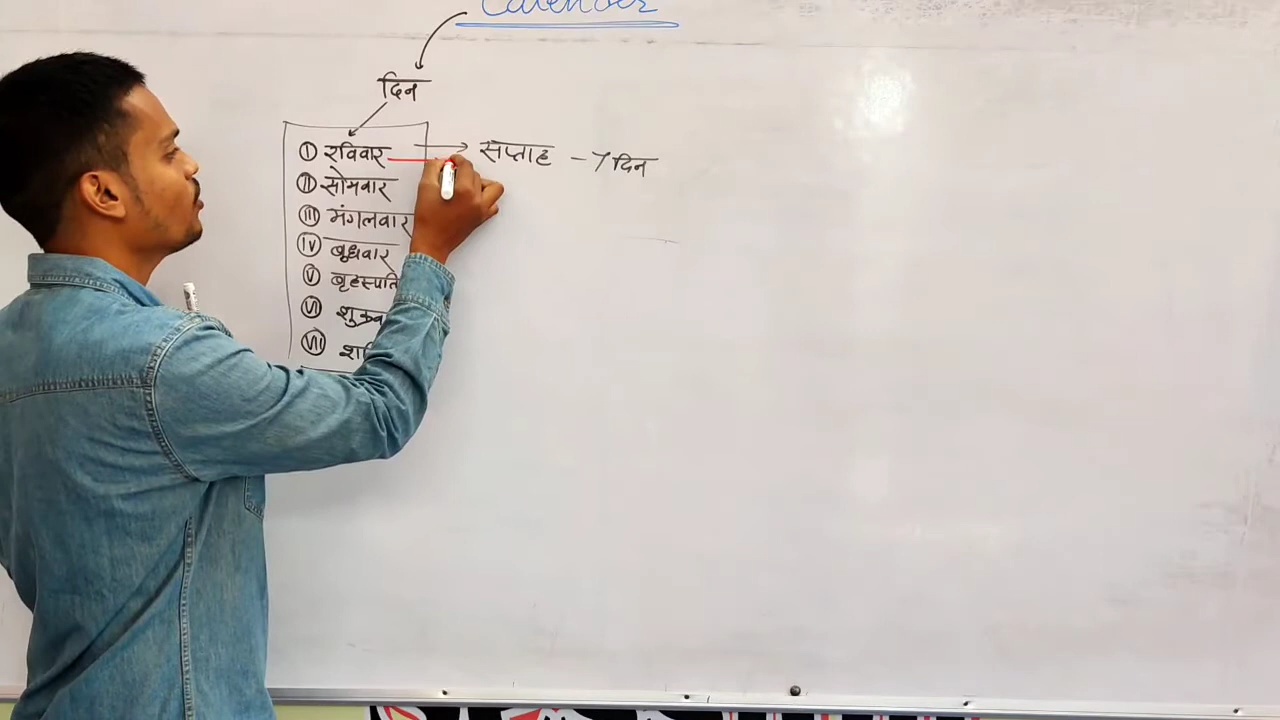 Calender
दिन
① रविवार → सप्ताह - 7 दिन
② सोमवार
③ मंगलवार
④ बुधवार
⑤ बृहस्पति
⑥
⑦